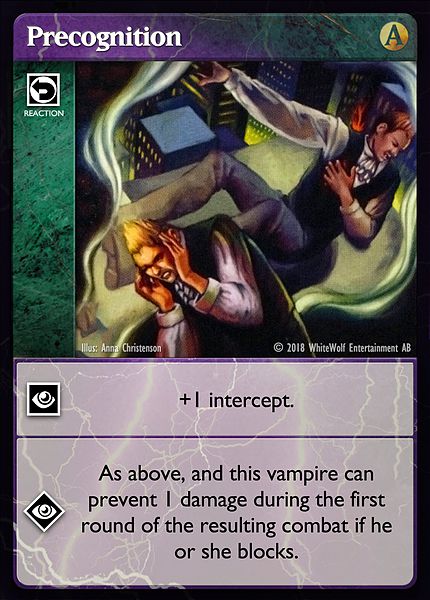 Precognition
A
REACTION
Illus: Anna Christenson
© 2018 WhiteWolf Entertainment AB
+1 intercept.
As above, and this vampire can
prevent 1 damage during the first
round of the resulting combat if he
or she blocks.